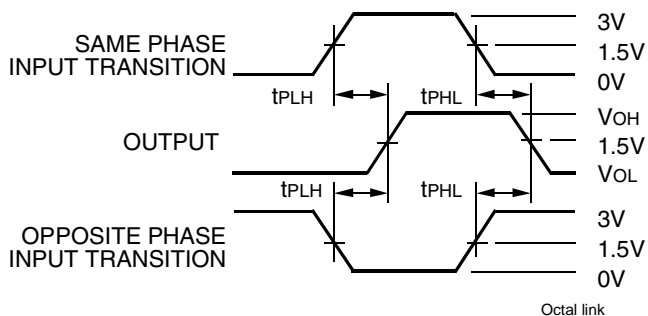 SAME PHASE
INPUT TRANSITION
3V
1.5V
0V
tPLH
tPHL
OUTPUT
VOH
1.5V
VOL
tPLH
tPHL
OPPOSITE PHASE
INPUT TRANSITION
3V
1.5V
0V
Octal link